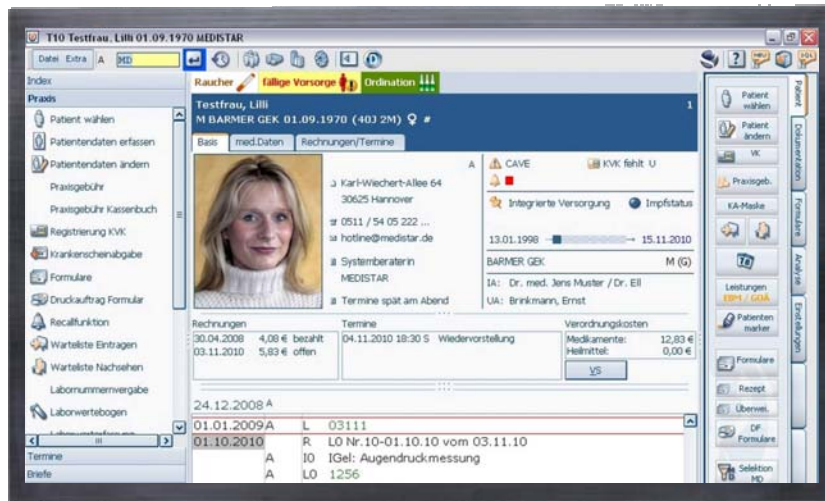 T10 Testfrau, Lilli 01.09.1970 MEDISTAR
Datei Extra A MD
Index
Praxis
Patient wählen
Patientendaten erfassen
Patientendaten ändern
Praxisgebühr
Praxisgebühr Kassenbuch
Registrierung KVK
Krankenscheinabgabe
Formulare
Druckauftrag Formular
Recallfunktion
Warteliste Eintragen
Warteliste Nachsehen
Labornummernvergabe
Laborwertebogen
Termine
Briefe
Raucher fällige Vorsorge Ordination
Testfrau, Lilli 1
M BARMER GEK 01.09.1970 (40J 2M) ♀ #
Basis med.Daten Rechnungen/Termine
A
Karl-Wiechert-Allee 64
30625 Hannover
0511 / 54 05 222 ...
hotline@medistar.de
Systemberaterin
MEDISTAR
Termine spät am Abend
CAVE KVK fehlt U
Integrierte Versorgung Impfstatus
13.01.1998 15.11.2010
BARMER GEK M (G)
IA: Dr. med. Jens Muster / Dr. Ell
UA: Brinkmann, Ernst
Rechnungen Termine Verordnungskosten
30.04.2008 4,08 € bezahlt
03.11.2010 5,83 € offen
04.11.2010 18:30 S Wiedervorstellung
Medikamente: 12,83 €
Heilmittel: 0,00 €
VS
24.12.2008 A
01.01.2009 A L 03111
01.10.2010 R L0 Nr.10-01.10.10 vom 03.11.10
A I0 IGel: Augendruckmessung
A L0 1256
Patient
wählen
Patient
ändern
VK
Praxisgeb.
KA-Maske
Leistungen
EBM / GOÄ
Patienten
marker
Formulare
Rezept
Überwei.
DF
Formulare
Selektion
MD
Patient
Dokumentation
Formulare
Analyse
Einstellungen